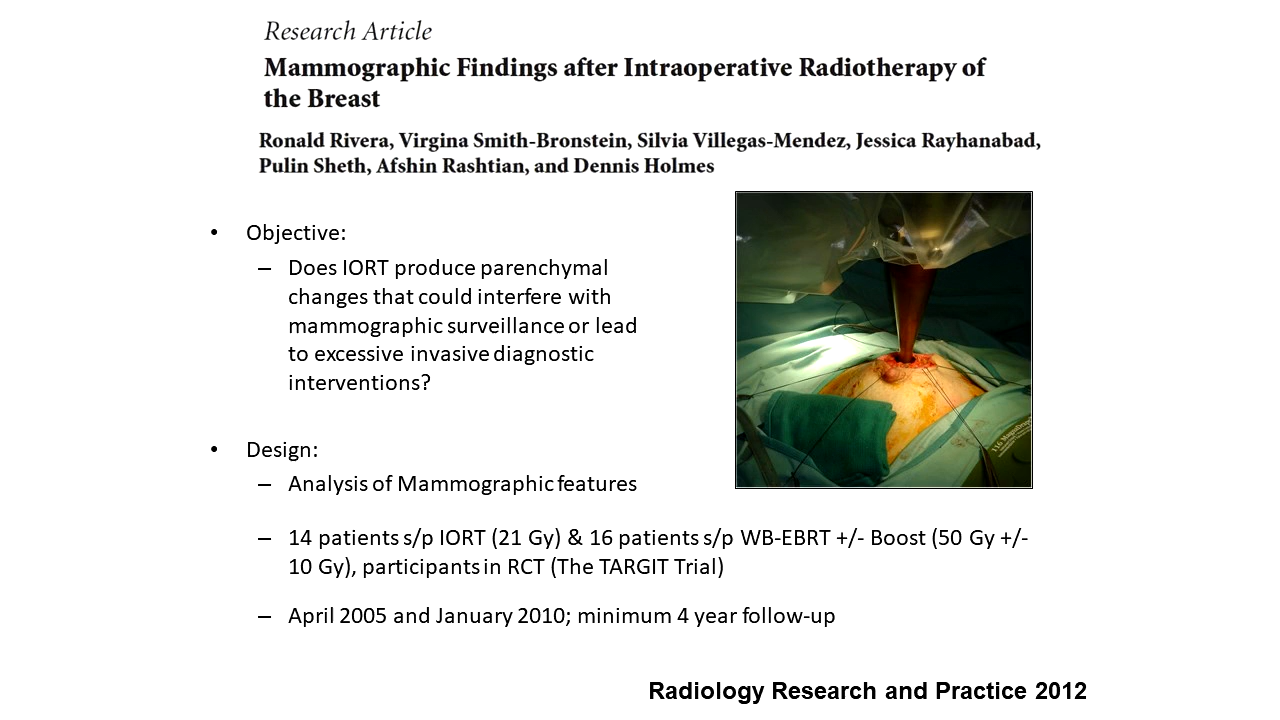 Research Article
Mammographic Findings after Intraoperative Radiotherapy of
the Breast
Ronald Rivera, Virgina Smith-Bronstein, Silvia Villegas-Mendez, Jessica Rayhanabad,
Pulin Sheth, Afshin Rashtian, and Dennis Holmes
• Objective:
– Does IORT produce parenchymal
changes that could interfere with
mammographic surveillance or lead
to excessive invasive diagnostic
interventions?
• Design:
– Analysis of Mammographic features
– 14 patients s/p IORT (21 Gy) & 16 patients s/p WB-EBRT +/- Boost (50 Gy +/-
10 Gy), participants in RCT (The TARGIT Trial)
– April 2005 and January 2010; minimum 4 year follow-up
Radiology Research and Practice 2012